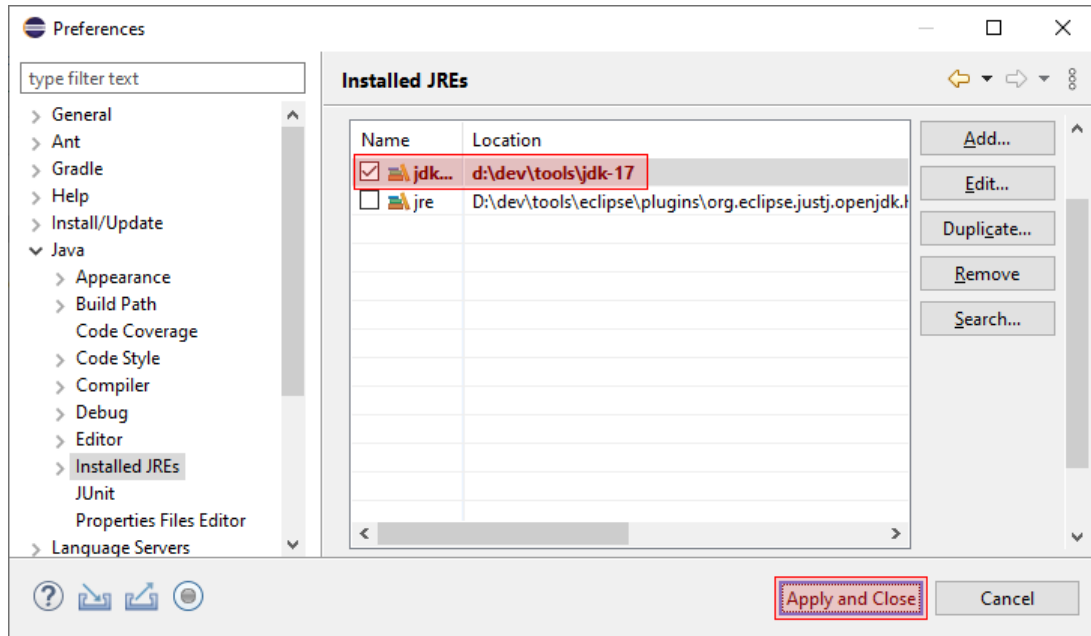 Preferences
type filter text
General
Ant
Gradle
Help
Install/Update
Java
Appearance
Build Path
Code Coverage
Code Style
Compiler
Debug
Editor
Installed JREs
JUnit
Properties Files Editor
Language Servers
Installed JREs
Name Location
jdk... d:\dev\tools\jdk-17
jre D:\dev\tools\eclipse\plugins\org.eclipse.justj.openjdk.
Add...
Edit...
Duplicate...
Remove
Search...
Apply and Close
Cancel